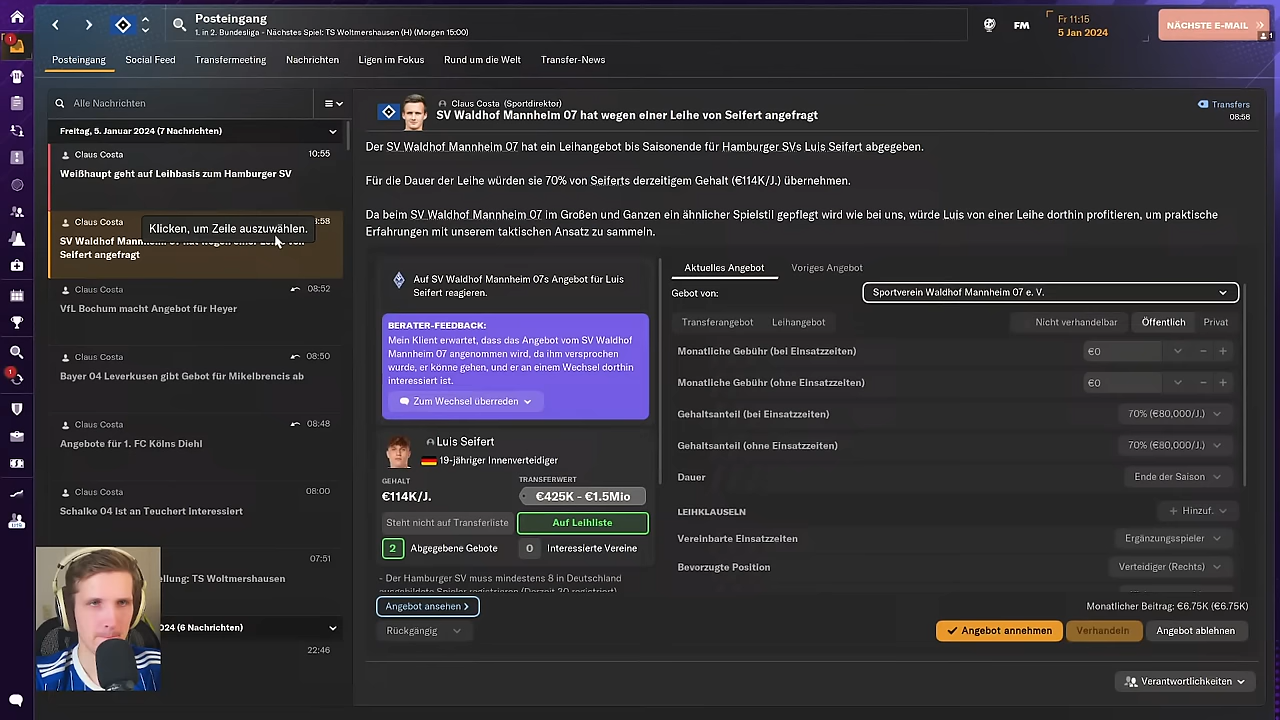 Posteingang
1. in 2. Bundesliga - Nächstes Spiel: TS Woltmershausen (H) (Morgen 15:00)
FM
Fr 11:15
5 Jan 2024
NÄCHSTE E-MAIL
1
1
Posteingang
Social Feed
Transfermeeting
Nachrichten
Ligen im Fokus
Rund um die Welt
Transfer-News
Alle Nachrichten
Freitag, 5. Januar 2024 (7 Nachrichten)
Claus Costa
10:55
Weißhaupt geht auf Leihbasis zum Hamburger SV
Claus Costa
Klicken, um Zeile auszuwählen.
:58
Seifert angefragt
Claus Costa
08:52
VfL Bochum macht Angebot für Heyer
Claus Costa
08:50
Bayer 04 Leverkusen gibt Gebot für Mikelbrencis ab
Claus Costa
08:48
Angebote für 1. FC Kölns Diehl
Claus Costa
08:00
Schalke 04 ist an Teuchert interessiert
07:51
ellung: TS Woltmershausen
024 (6 Nachrichten)
22:46
1
Claus Costa (Sportdirektor)
SV Waldhof Mannheim 07 hat wegen einer Leihe von Seifert angefragt
Transfers
08:58
Der SV Waldhof Mannheim 07 hat ein Leihangebot bis Saisonende für Hamburger SVs Luis Seifert abgegeben.
Für die Dauer der Leihe würden sie 70% von Seiferts derzeitigem Gehalt (€114K/J.) übernehmen.
Da beim SV Waldhof Mannheim 07 im Großen und Ganzen ein ähnlicher Spielstil gepflegt wird wie bei uns, würde Luis von einer Leihe dorthin profitieren, um praktische
Erfahrungen mit unserem taktischen Ansatz zu sammeln.
Auf SV Waldhof Mannheim 07s Angebot für Luis
Seifert reagieren.
BERATER-FEEDBACK:
Mein Klient erwartet, dass das Angebot vom SV Waldhof
Mannheim 07 angenommen wird, da ihm versprochen
wurde, er könne gehen, und er an einem Wechsel dorthin
interessiert ist.
Zum Wechsel überreden
Luis Seifert
19-jähriger Innenverteidiger
GEHALT
TRANSFERWERT
€114K/J.
€425K - €1.5Mio
Steht nicht auf Transferliste
Auf Leihliste
2
Abgegebene Gebote
0
Interessierte Vereine
- Der Hamburger SV muss mindestens 8 in Deutschland
ausgebildete Spieler registrieren (Derzeit 30 registriert)
Angebot ansehen
Rückgängig
Aktuelles Angebot
Voriges Angebot
Gebot von:
Sportverein Waldhof Mannheim 07 e. V.
Transferangebot
Leihangebot
Nicht verhandelbar
Öffentlich
Privat
Monatliche Gebühr (bei Einsatzzeiten)
€0
Monatliche Gebühr (ohne Einsatzzeiten)
€0
Gehaltsanteil (bei Einsatzzeiten)
70% (€80,000/J.)
Gehaltsanteil (ohne Einsatzzeiten)
70% (€80,000/J.)
Dauer
Ende der Saison
LEIHKLAUSELN
Hinzuf.
Vereinbarte Einsatzzeiten
Ergänzungsspieler
Bevorzugte Position
Verteidiger (Rechts)
Monatlicher Beitrag: €6.75K (€6.75K)
Angebot annehmen
Verhandeln
Angebot ablehnen
Verantwortlichkeiten